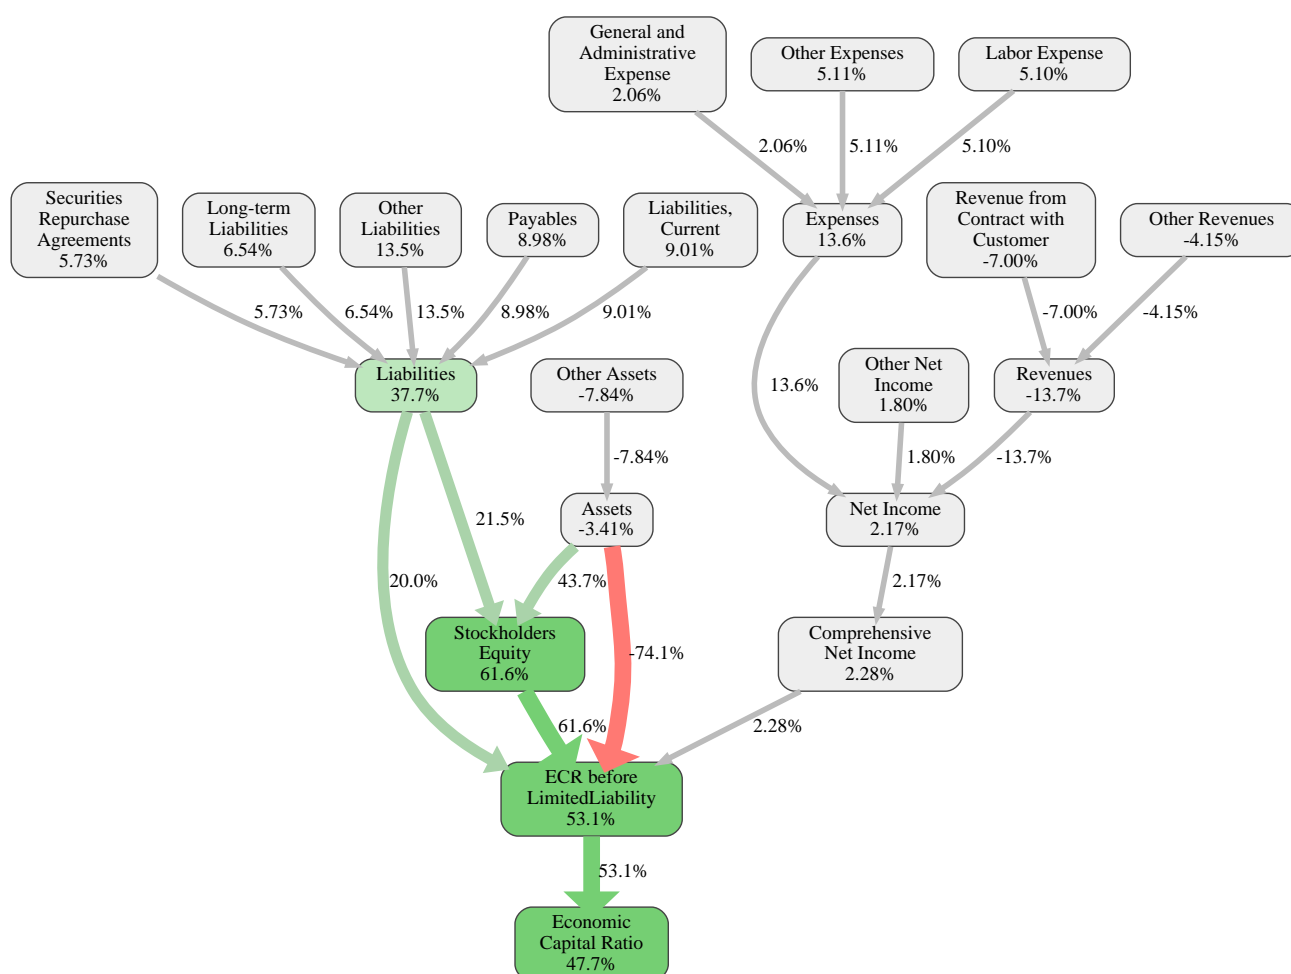 General and
Administrative
Expense
2.06%
Other Expenses
5.11%
Labor Expense
5.10%
2.06%
5.11%
5.10%
Securities
Repurchase
Agreements
5.73%
Long-term
Liabilities
6.54%
Other
Liabilities
13.5%
Payables
8.98%
Liabilities,
Current
9.01%
Expenses
13.6%
Revenue from
Contract with
Customer
-7.00%
Other Revenues
-4.15%
5.73%
6.54%
13.5%
8.98%
9.01%
-7.00%
-4.15%
Liabilities
37.7%
Other Assets
-7.84%
13.6%
Other Net
Income
1.80%
Revenues
-13.7%
-7.84%
1.80%
-13.7%
21.5%
Assets
-3.41%
Net Income
2.17%
20.0%
43.7%
2.17%
Stockholders
Equity
61.6%
-74.1%
Comprehensive
Net Income
2.28%
61.6%
2.28%
ECR before
LimitedLiability
53.1%
53.1%
Economic
Capital Ratio
47.7%